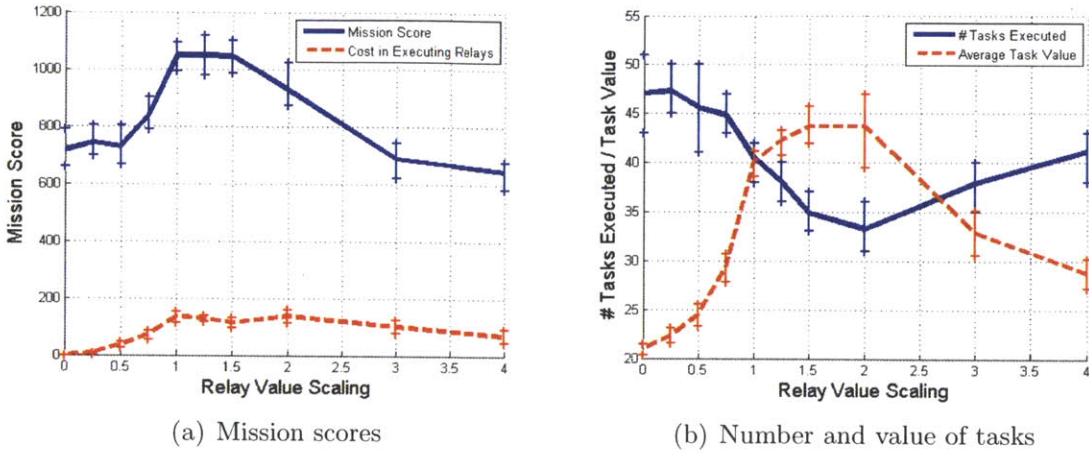 1200
1000
800
600
400
200
0
Mission Score
Mission Score
Cost in Executing Relays
0 0.5 1 1.5 2 2.5 3 3.5 4
Relay Value Scaling
(a) Mission scores
55
50
45
40
35
30
25
20
# Tasks Executed / Task Value
# Tasks Executed
Average Task Value
0 0.5 1 1.5 2 2.5 3 3.5 4
Relay Value Scaling
(b) Number and value of tasks